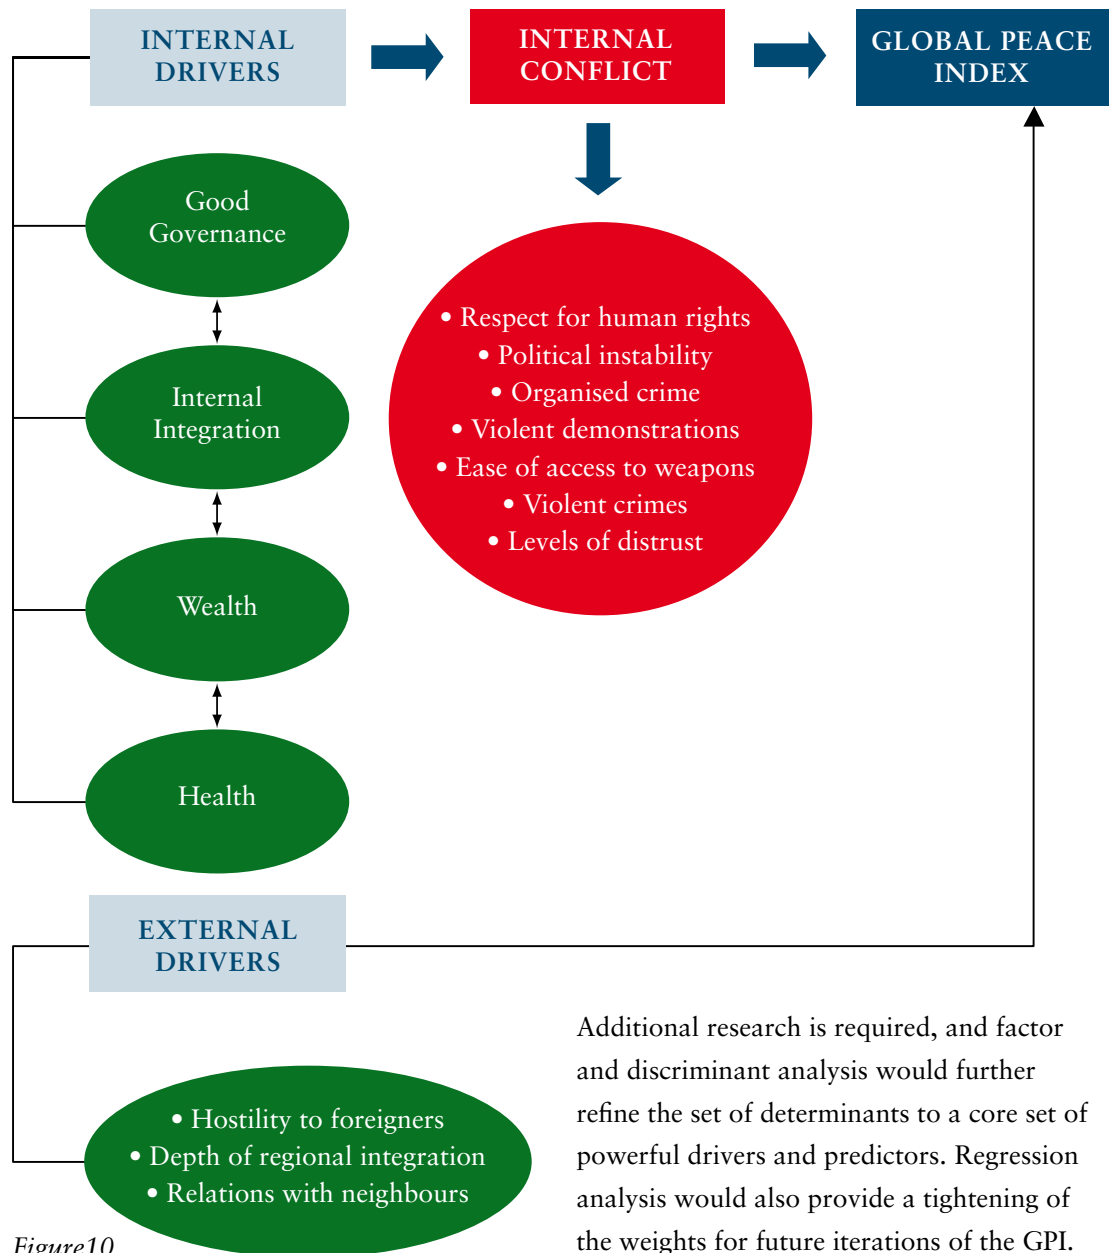 INTERNAL
DRIVERS
INTERNAL
CONFLICT
GLOBAL PEACE
INDEX
Good
Governance
Internal
Integration
Wealth
Health
• Respect for human rights
• Political instability
• Organised crime
• Violent demonstrations
• Ease of access to weapons
• Violent crimes
• Levels of distrust
EXTERNAL
DRIVERS
• Hostility to foreigners
• Depth of regional integration
• Relations with neighbours
Figure10
Additional research is required, and factor
and discriminant analysis would further
refine the set of determinants to a core set of
powerful drivers and predictors. Regression
analysis would also provide a tightening of
the weights for future iterations of the GPI.